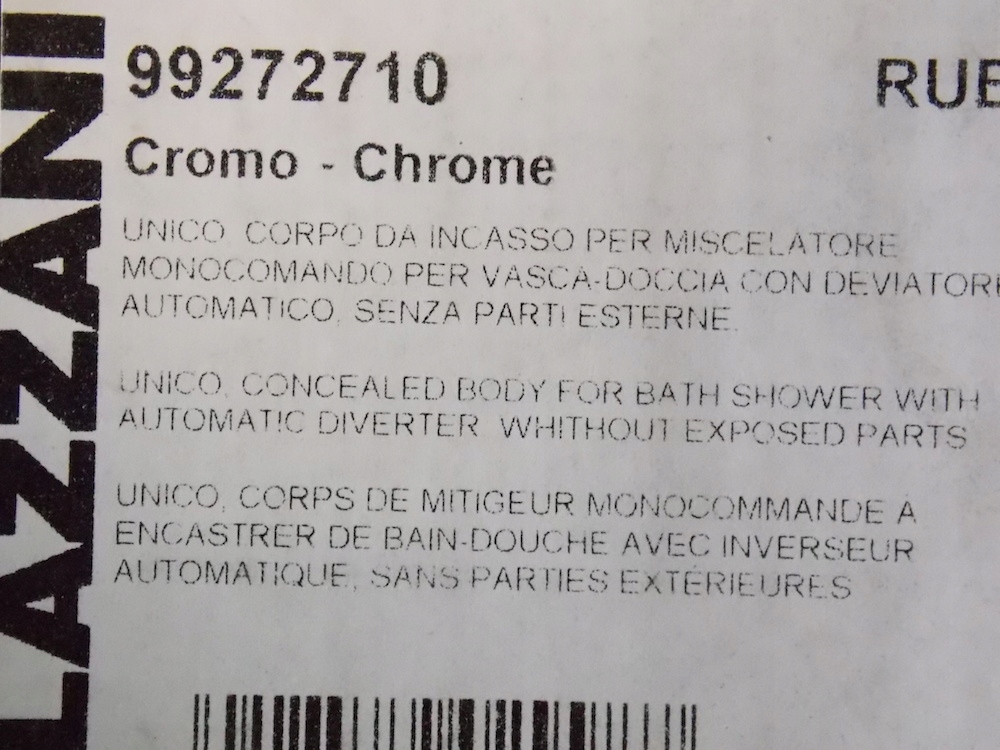 LAZZANI
99272710
RUB
Cromo - Chrome
UNICO, CORPO DA INCASSO PER MISCELATORE
MONOCOMANDO PER VASCA-DOCCIA CON DEVIATORE
AUTOMATICO, SENZA PARTI ESTERNE.
UNICO, CONCEALED BODY FOR BATH SHOWER WITH
AUTOMATIC DIVERTER WHITHOUT EXPOSED PARTS
UNICO, CORPS DE MITIGEUR MONOCOMMANDE À
ENCASTRER DE BAIN-DOUCHE AVEC INVERSEUR
AUTOMATIQUE, SANS PARTIES EXTÉRIEURES